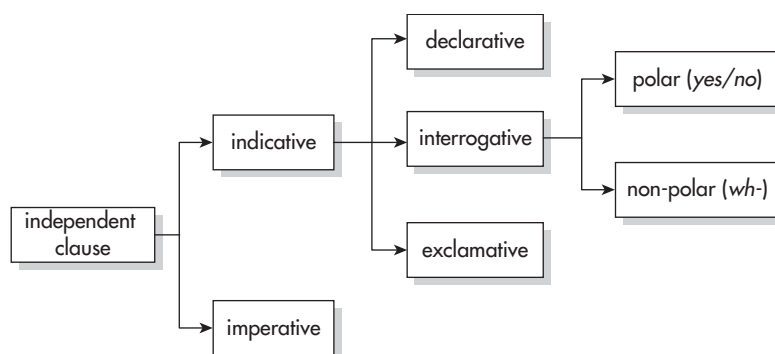 declarative
polar (yes/no)
indicative
interrogative
non-polar (wh-)
independent
clause
exclamative
imperative